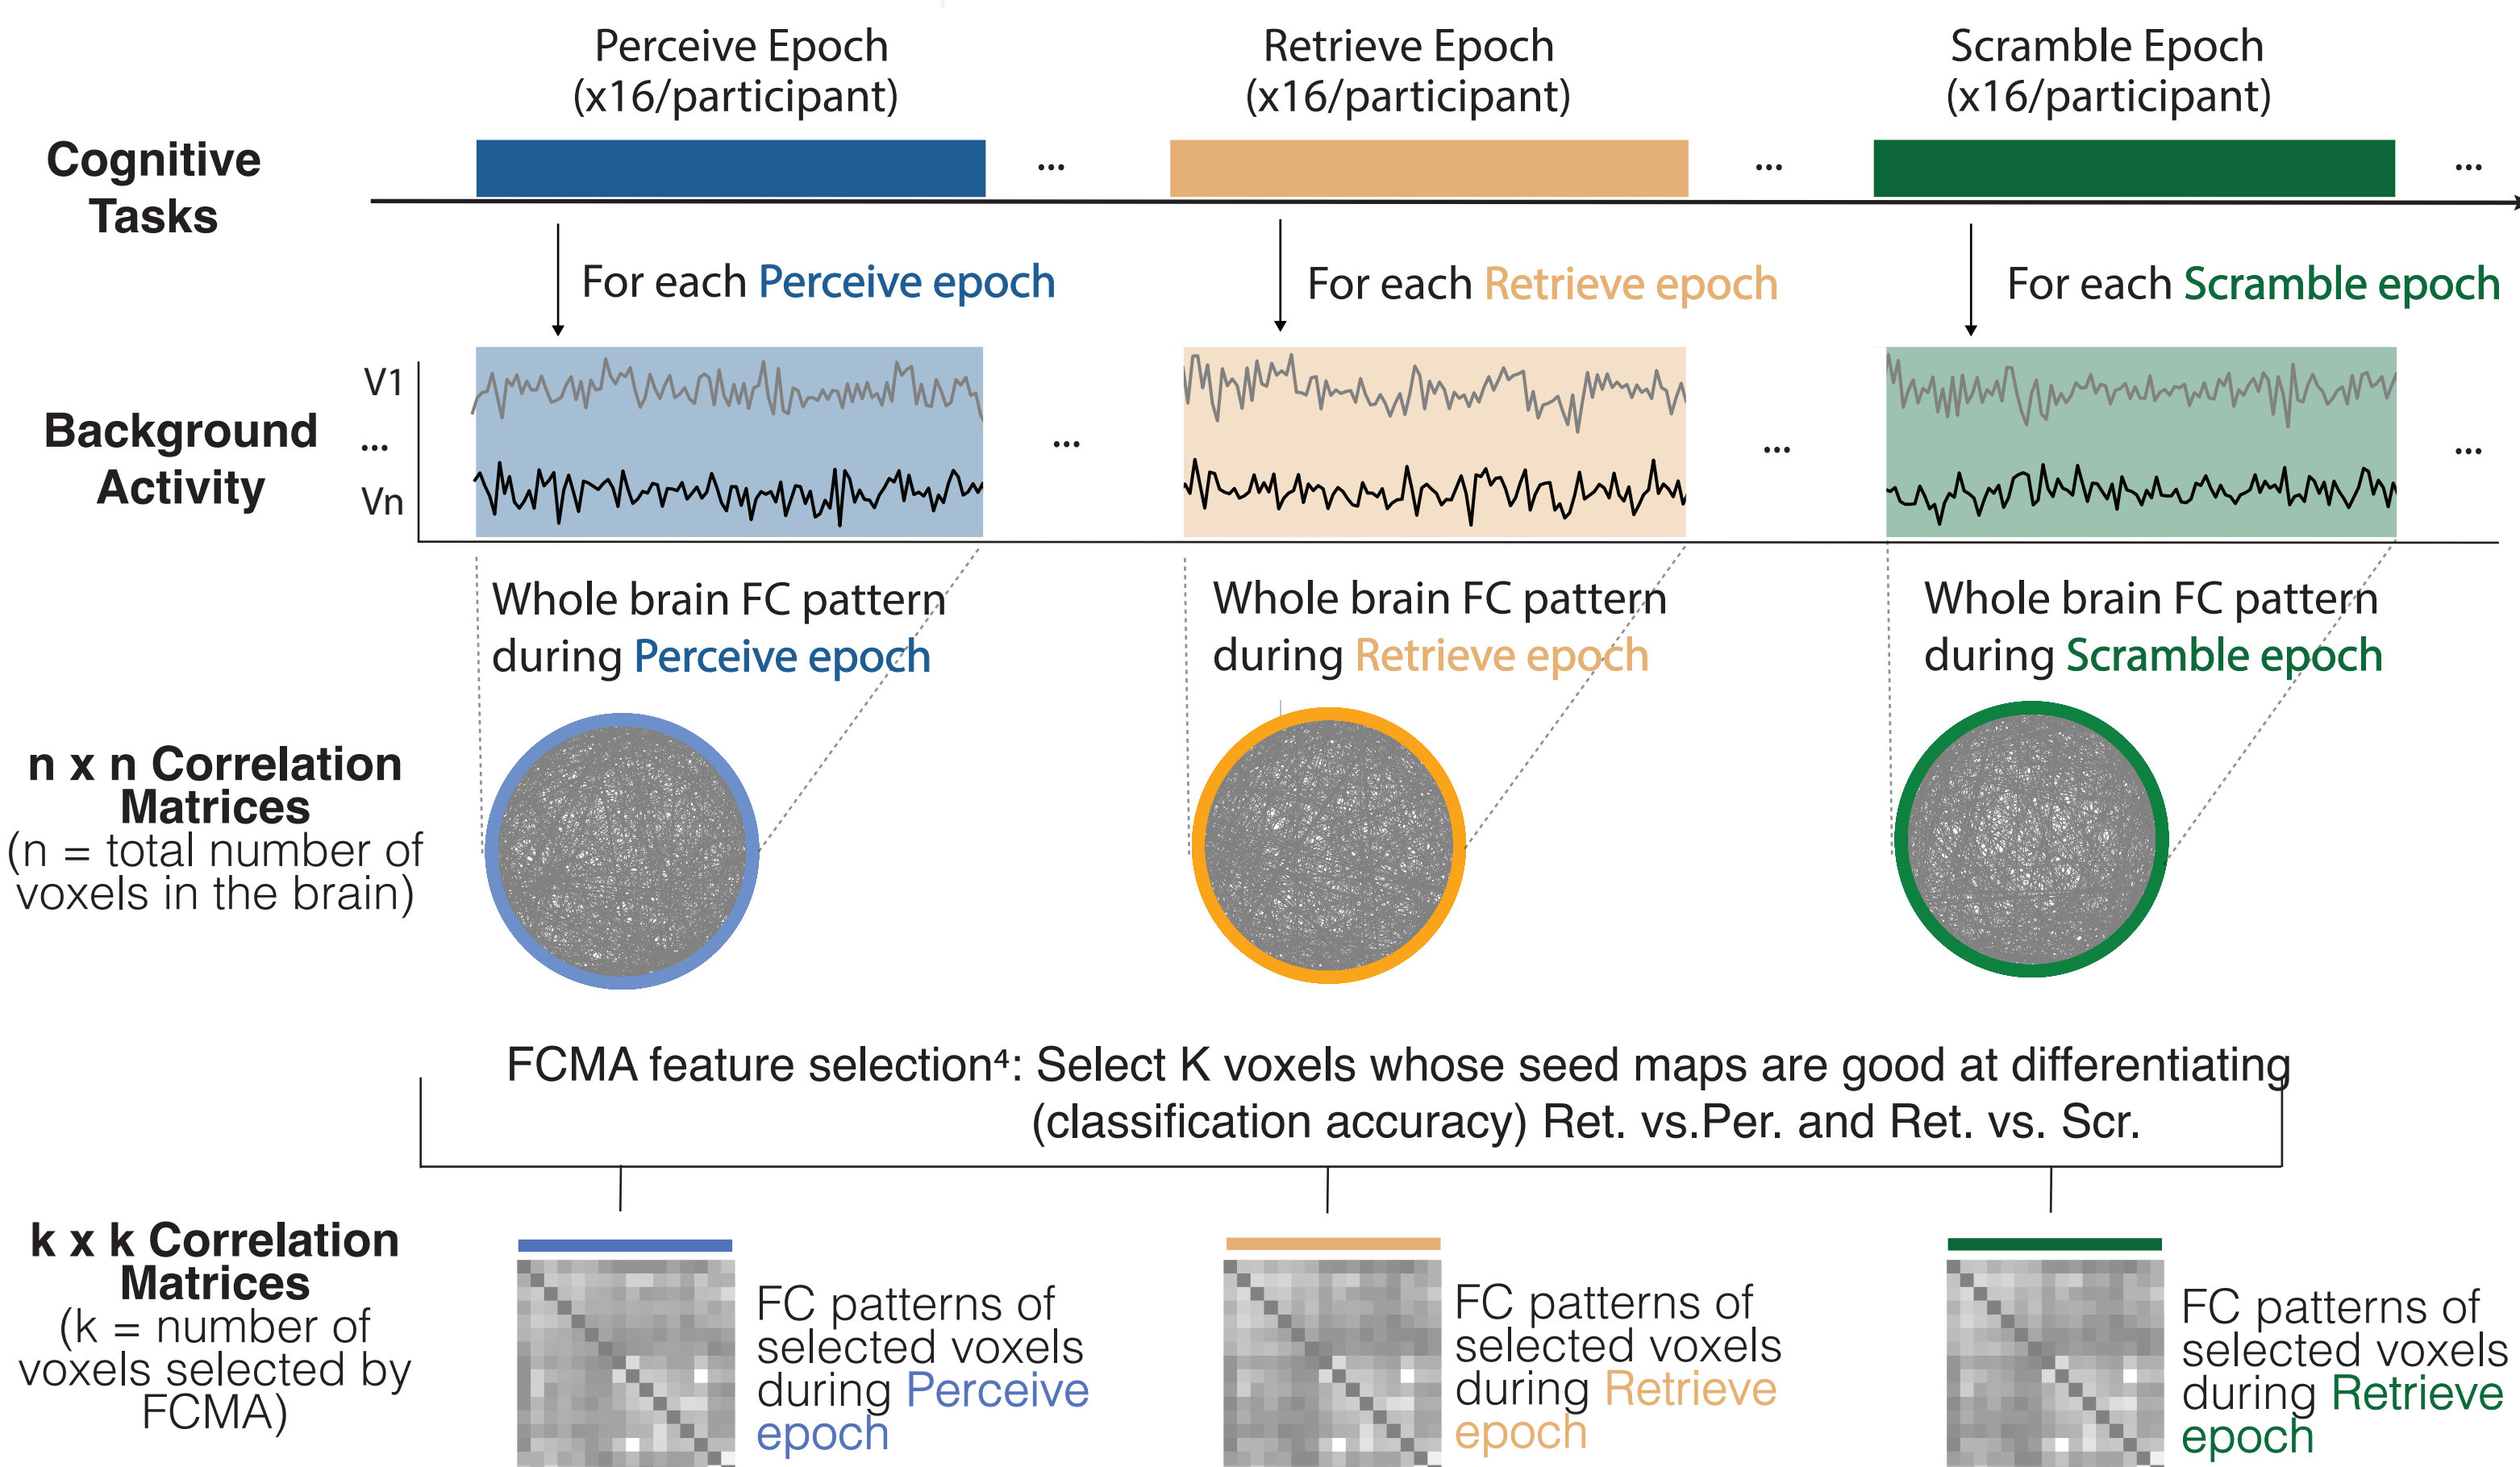 Perceive Epoch
(x16/participant)
Retrieve Epoch
(x16/participant)
Scramble Epoch
(x16/participant)
Cognitive
Tasks
...
...
...
For each Perceive epoch
For each Retrieve epoch
For each Scramble epoch
Background
Activity
V1
...
Vn
...
...
...
Whole brain FC pattern
during Perceive epoch
Whole brain FC pattern
during Retrieve epoch
Whole brain FC pattern
during Scramble epoch
n x n Correlation
Matrices
(n = total number of
voxels in the brain)
FCMA feature selection⁴: Select K voxels whose seed maps are good at differentiating
(classification accuracy) Ret. vs.Per. and Ret. vs. Scr.
k x k Correlation
Matrices
(k = number of
voxels selected by
FCMA)
FC patterns of
selected voxels
during Perceive
epoch
FC patterns of
selected voxels
during Retrieve
epoch
FC patterns of
selected voxels
during Retrieve
epoch